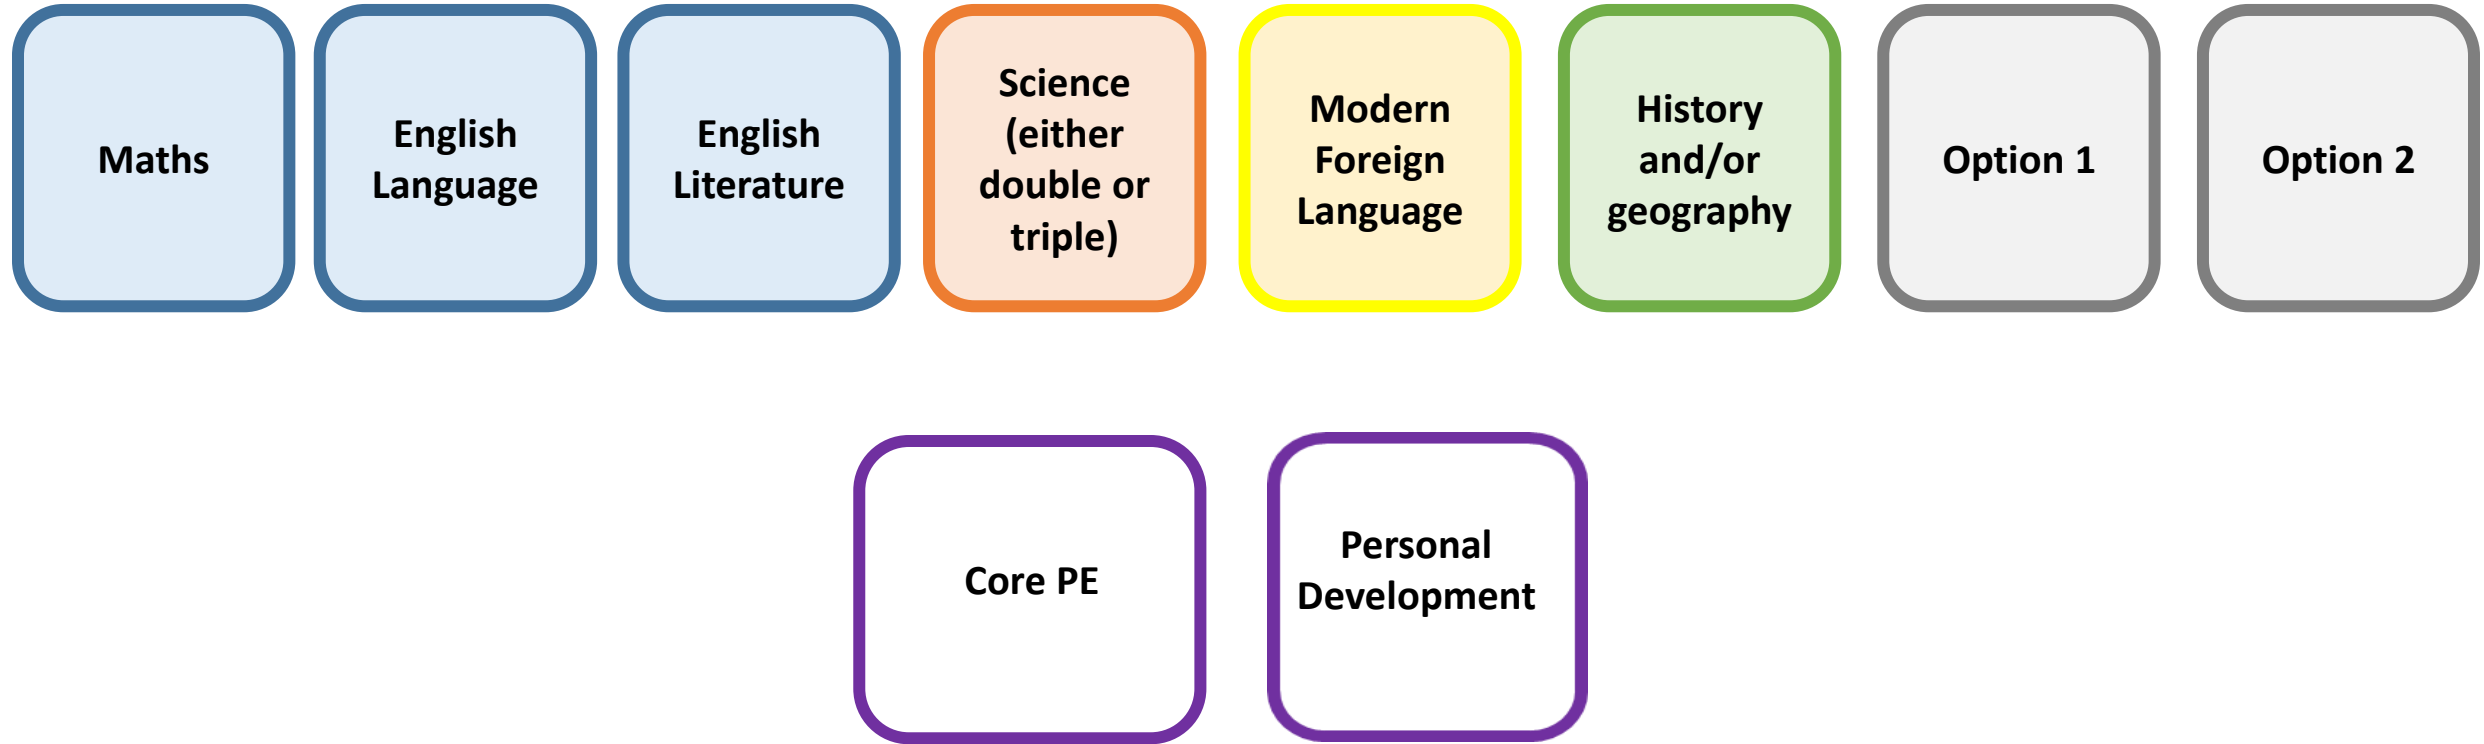 Maths
English
Language
English
Literature
Science
(either
double or
triple)
Modern
Foreign
Language
History
and/or
geography
Option 1
Option 2
Core PE
Personal
Development